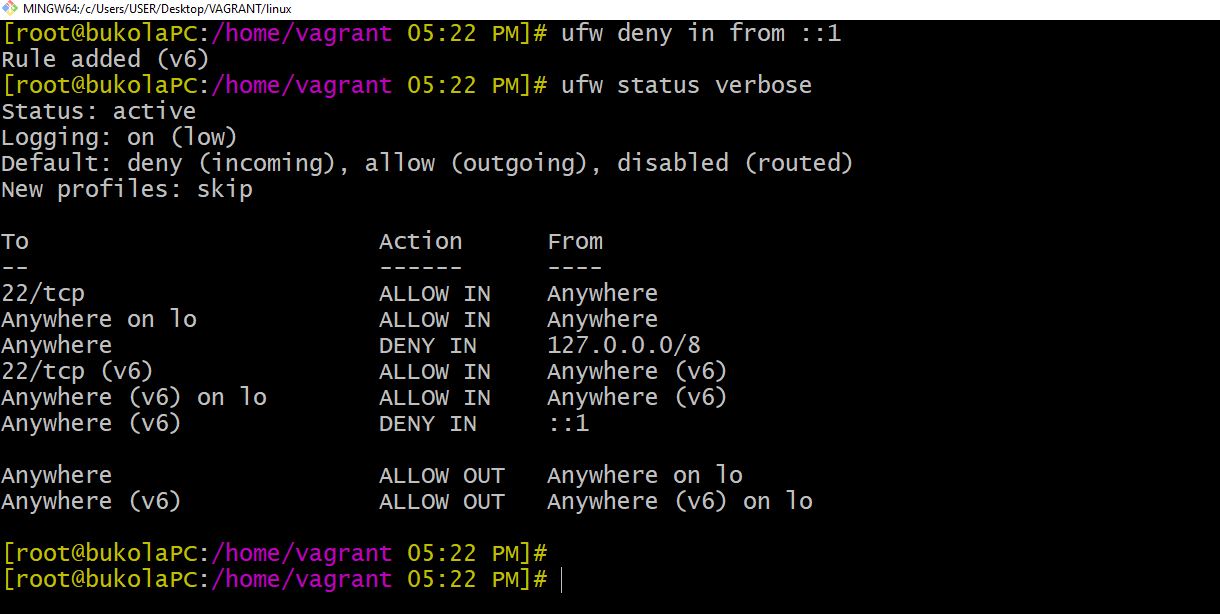 MINGW64:/c/Users/USER/Desktop/VAGRANT/linux
[root@bukolaPC:/home/vagrant 05:22 PM]# ufw deny in from ::1
Rule added (v6)
[root@bukolaPC:/home/vagrant 05:22 PM]# ufw status verbose
Status: active
Logging: on (low)
Default: deny (incoming), allow (outgoing), disabled (routed)
New profiles: skip

To                         Action      From
--                         ------      ----
22/tcp                     ALLOW IN    Anywhere
Anywhere on lo             ALLOW IN    Anywhere
Anywhere                   DENY IN     127.0.0.0/8
22/tcp (v6)                ALLOW IN    Anywhere (v6)
Anywhere (v6) on lo        ALLOW IN    Anywhere (v6)
Anywhere (v6)              DENY IN     ::1

Anywhere                   ALLOW OUT   Anywhere on lo
Anywhere (v6)              ALLOW OUT   Anywhere (v6) on lo

[root@bukolaPC:/home/vagrant 05:22 PM]#
[root@bukolaPC:/home/vagrant 05:22 PM]#